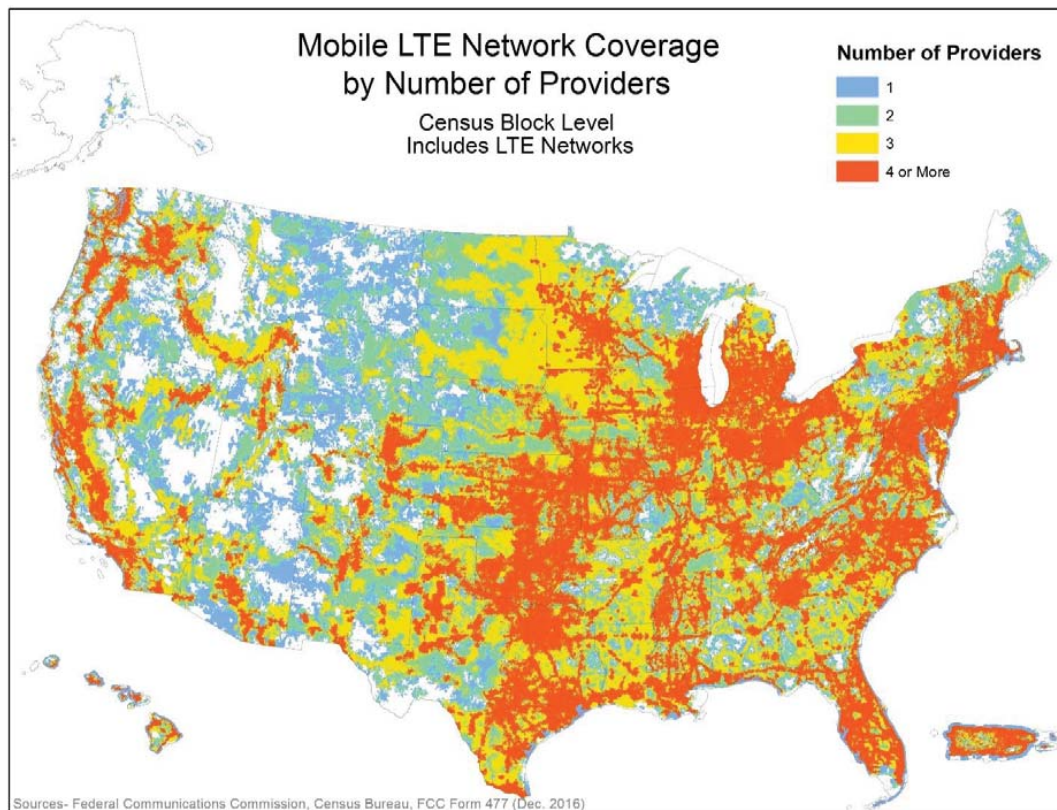 Mobile LTE Network Coverage
by Number of Providers
Census Block Level
Includes LTE Networks
Number of Providers
1
2
3
4 or More
Sources- Federal Communications Commission, Census Bureau, FCC Form 477 (Dec. 2016)